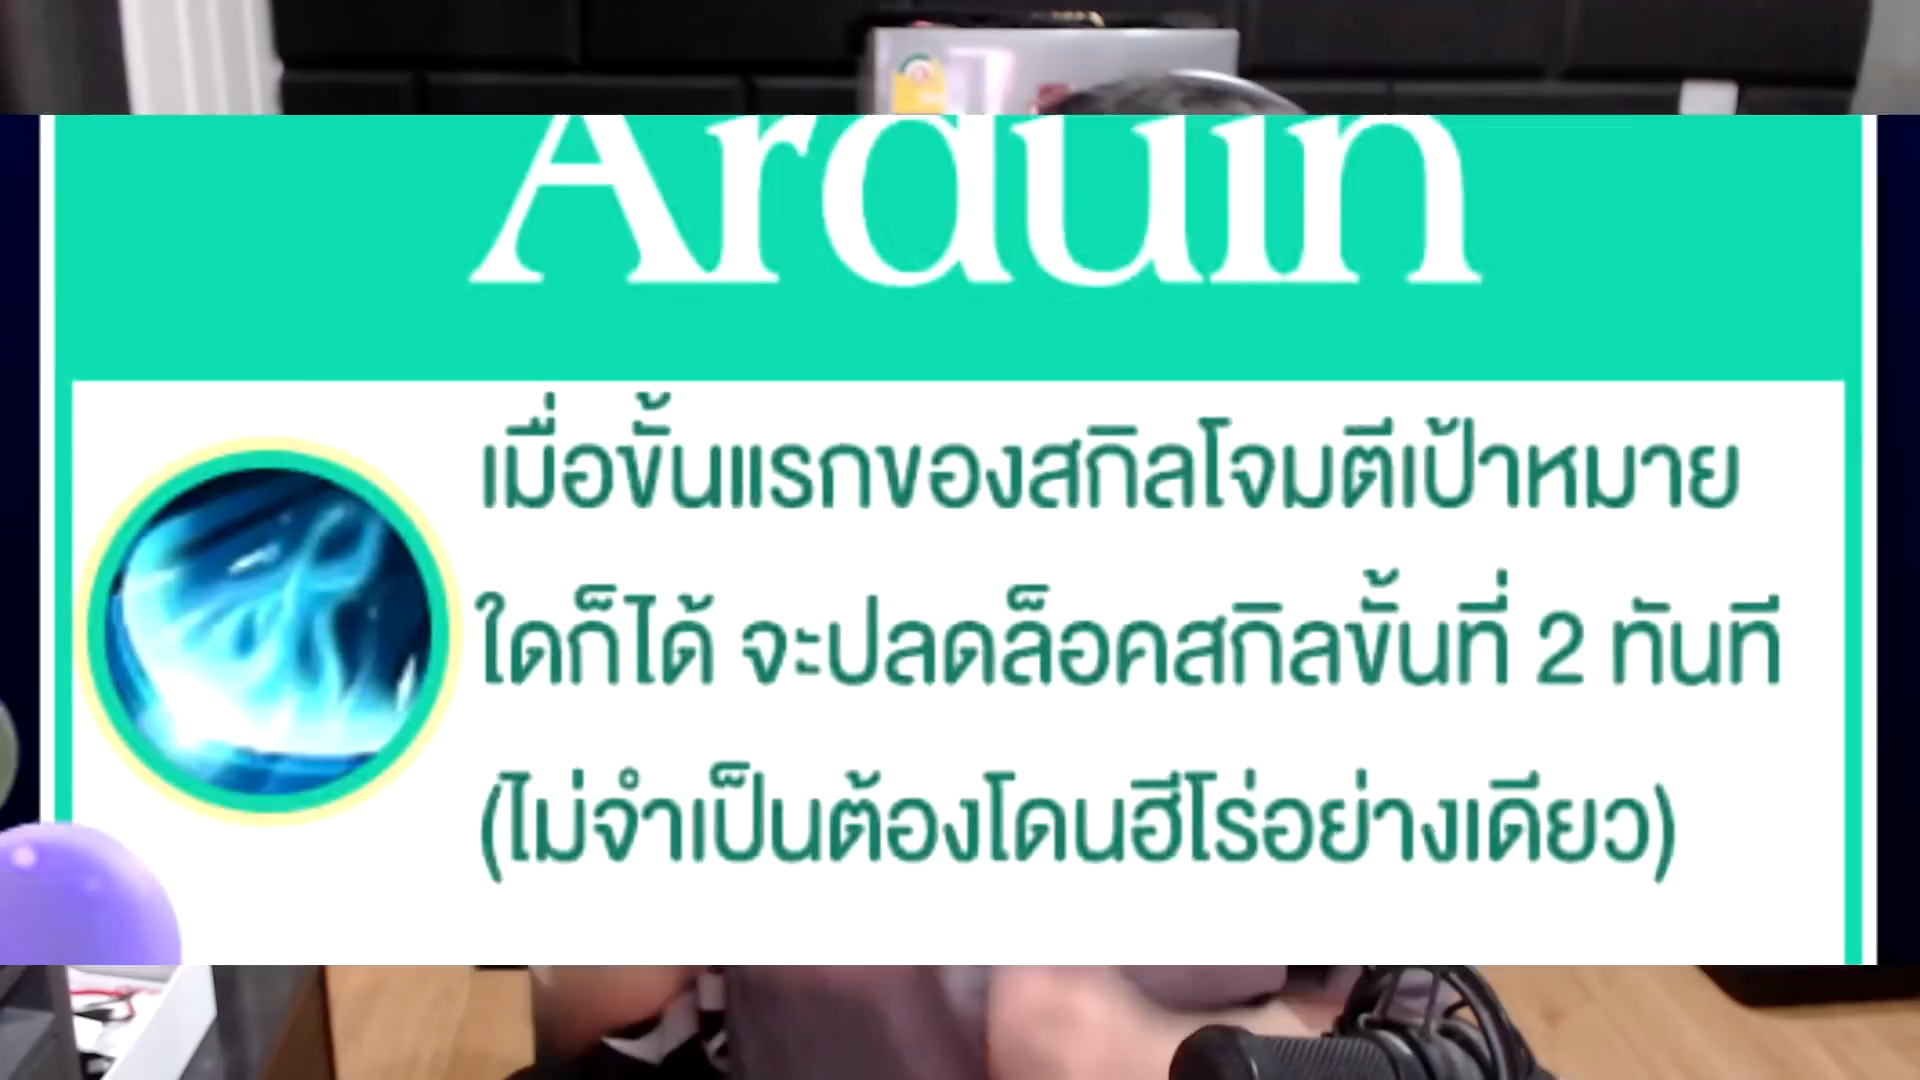 Arduin
เมื่อขั้นแรกของสกิลโจมตีเป้าหมาย
ใดก็ได้ จะปลดล็อคสกิลขั้นที่ 2 ทันที
(ไม่จำเป็นต้องโดนฮีโร่อย่างเดียว)